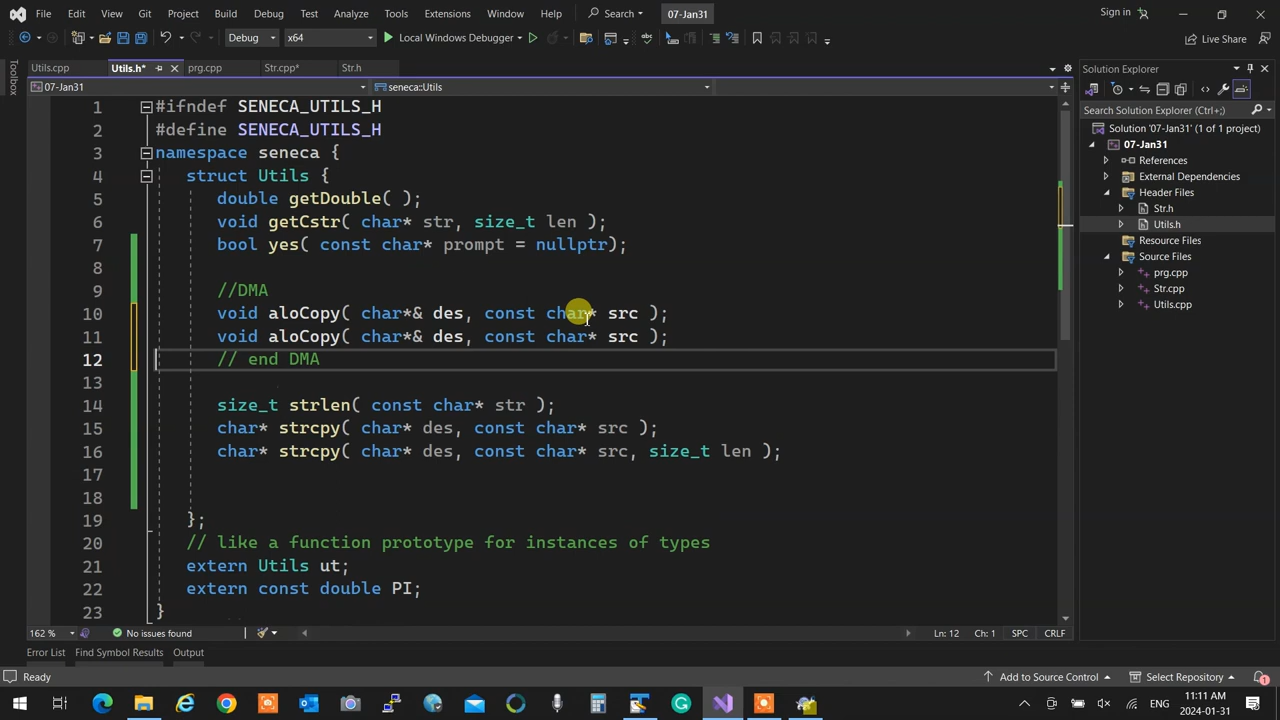 File Edit View Git Project Build Debug Test Analyze Tools Extensions Window Help Search 07-Jan31 Sign in
Debug x64 Local Windows Debugger Live Share
Toolbox
Utils.cpp Utils.h* prg.cpp Str.cpp* Str.h
07-Jan31 seneca::Utils
1 #ifndef SENECA_UTILS_H
2 #define SENECA_UTILS_H
3 namespace seneca {
4 struct Utils {
5 double getDouble( );
6 void getCstr( char* str, size_t len );
7 bool yes( const char* prompt = nullptr);
8
9 //DMA
10 void aloCopy( char*& des, const char* src );
11 void aloCopy( char*& des, const char* src );
12 // end DMA
13
14 size_t strlen( const char* str );
15 char* strcpy( char* des, const char* src );
16 char* strcpy( char* des, const char* src, size_t len );
17
18
19 };
20 // like a function prototype for instances of types
21 extern Utils ut;
22 extern const double PI;
23 }
162 % No issues found Ln: 12 Ch: 1 SPC CRLF
Error List Find Symbol Results Output
Solution Explorer
Search Solution Explorer (Ctrl+;)
Solution '07-Jan31' (1 of 1 project)
07-Jan31
References
External Dependencies
Header Files
Str.h
Utils.h
Resource Files
Source Files
prg.cpp
Str.cpp
Utils.cpp
Ready Add to Source Control Select Repository 1
ENG 11:11 AM
2024-01-31